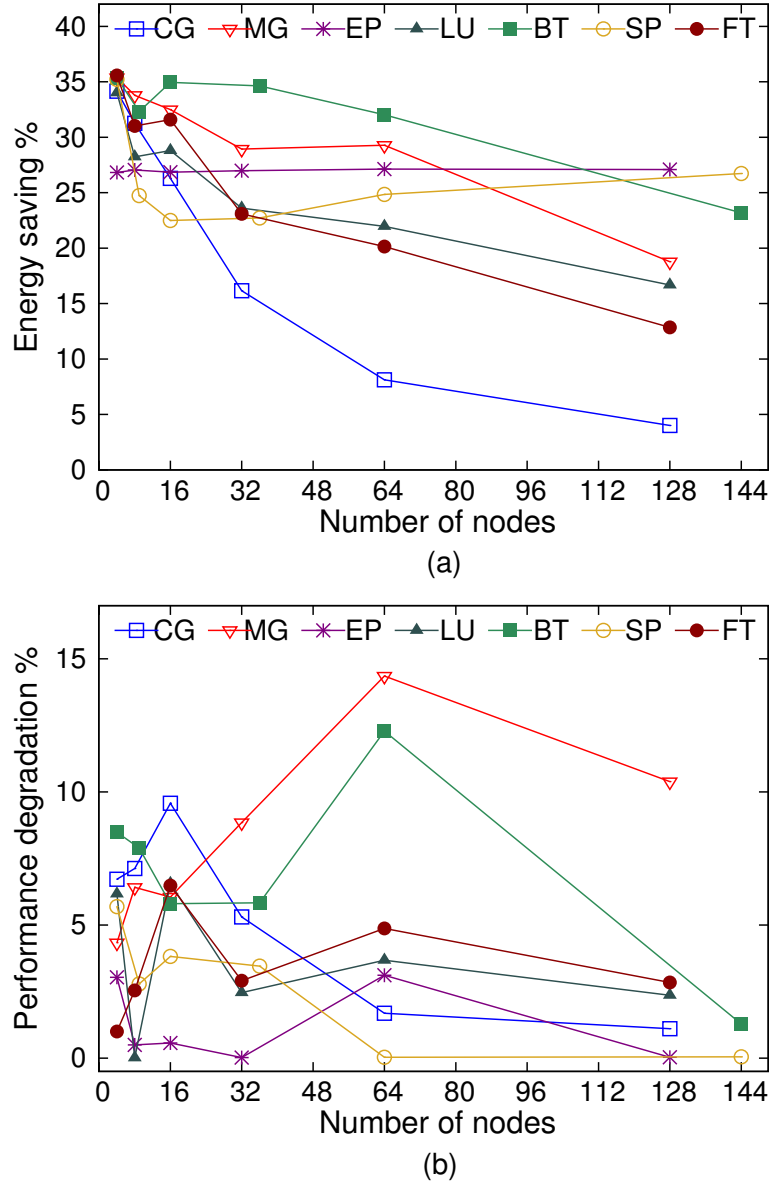 CG MG EP LU BT SP FT
40
35
30
25
20
15
10
5
0
Energy saving %
0 16 32 48 64 80 96 112 128 144
Number of nodes
(a)
CG MG EP LU BT SP FT
15
10
5
0
Performance degradation %
0 16 32 48 64 80 96 112 128 144
Number of nodes
(b)